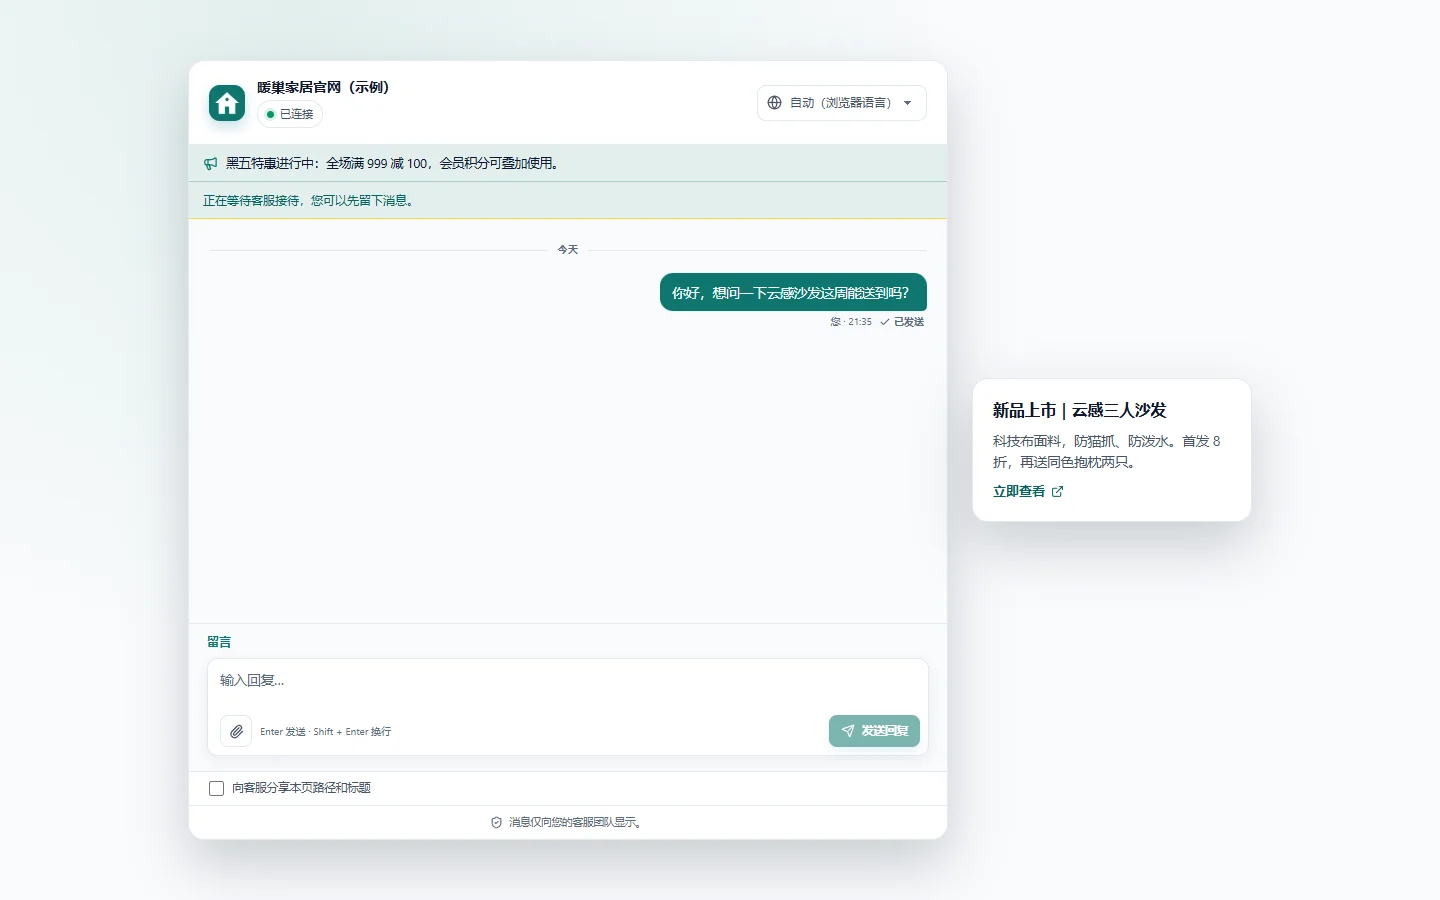 暖巢家居官网（示例）
已连接
自动（浏览器语言）
黑五特惠进行中：全场满 999 减 100，会员积分可叠加使用。
正在等待客服接待，您可以先留下消息。
今天
你好，想问一下云感沙发这周能送到吗？
您 · 21:35 已发送
新品上市 | 云感三人沙发
科技布面料，防猫抓、防泼水。首发 8
折，再送同色抱枕两只。
立即查看
留言
输入回复...
Enter 发送 · Shift + Enter 换行
发送回复
向客服分享本页路径和标题
消息仅向您的客服团队显示。